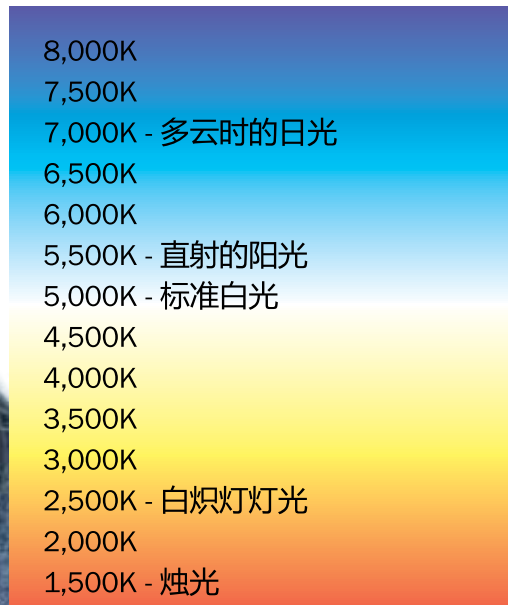 8,000K
7,500K
7,000K - 多云时的日光
6,500K
6,000K
5,500K - 直射的阳光
5,000K - 标准白光
4,500K
4,000K
3,500K
3,000K
2,500K - 白炽灯灯光
2,000K
1,500K - 烛光